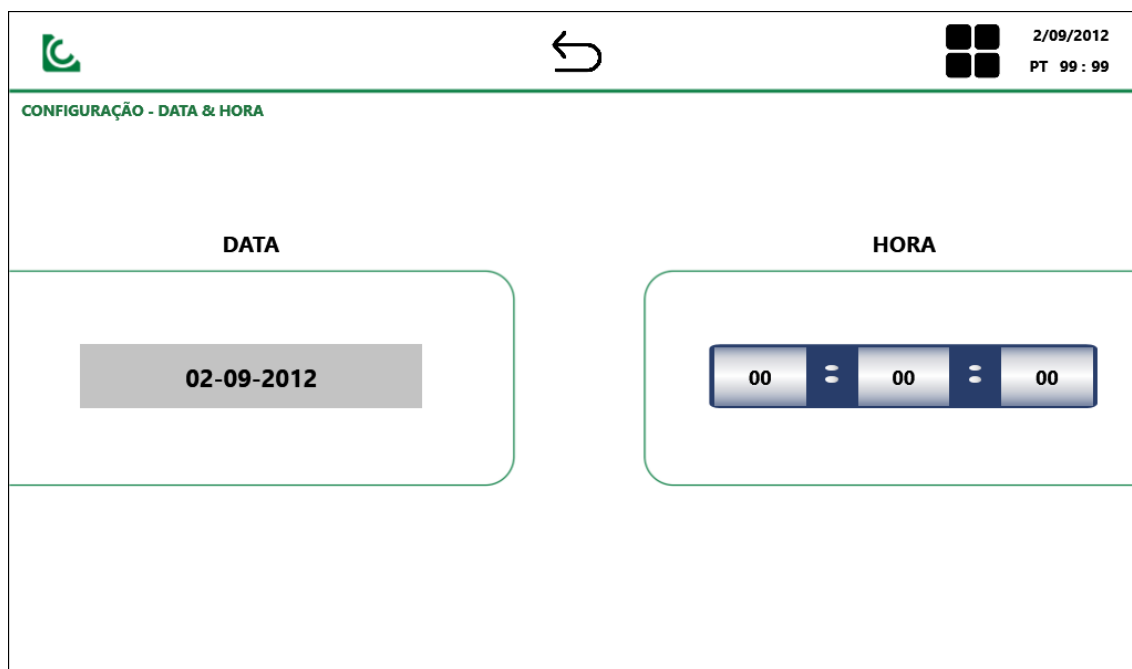 2/09/2012
PT 99 : 99
CONFIGURAÇÃO - DATA & HORA
DATA
HORA
02-09-2012
00 : 00 : 00